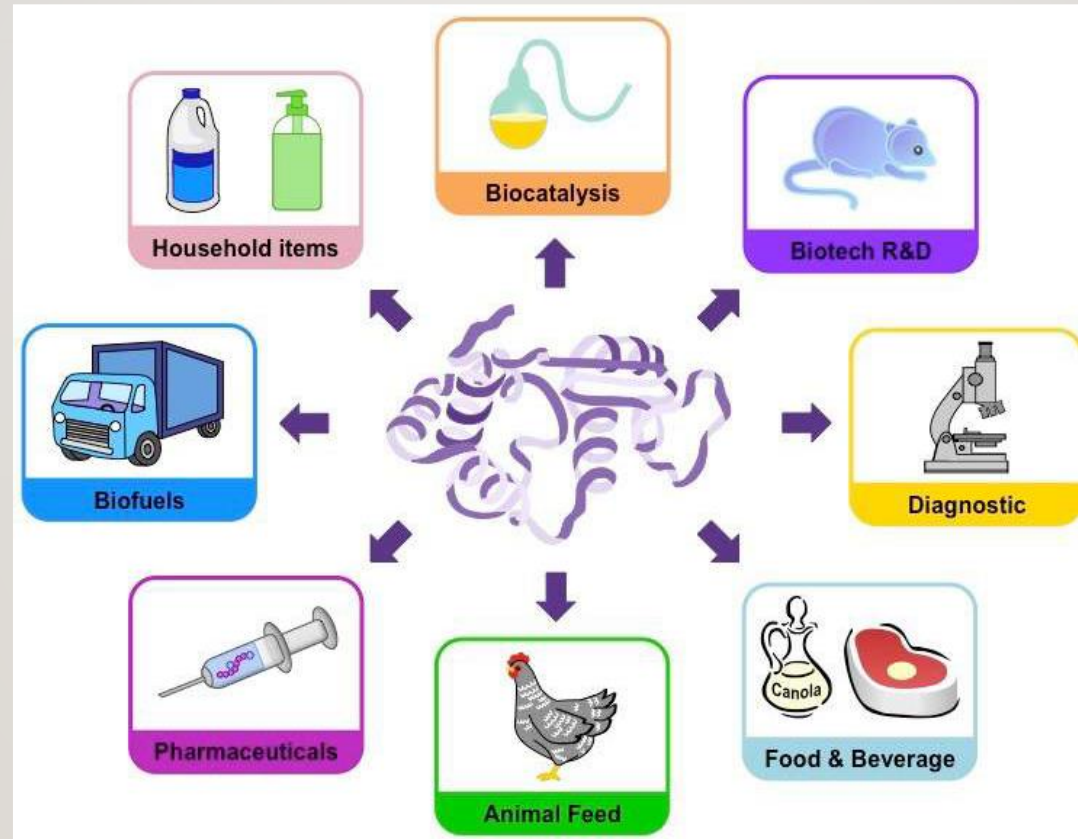 Biocatalysis
Household items
Biotech R&D
Biofuels
Diagnostic
Canola
Pharmaceuticals
Food & Beverage
Animal Feed